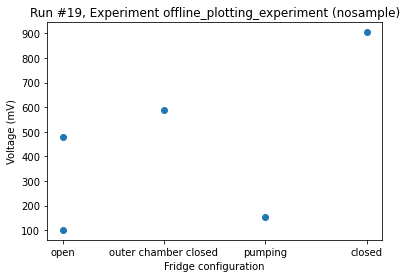 Run #19, Experiment offline_plotting_experiment (nosample)
900
800
700
600
500
400
300
200
100
Voltage (mV)
open outer chamber closed pumping closed
Fridge configuration